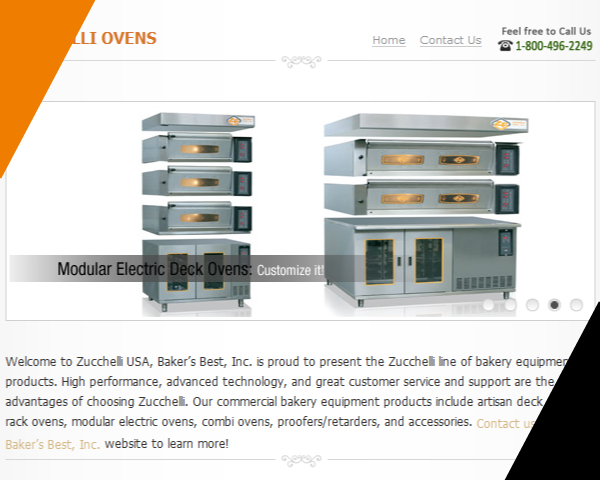 LLI OVENS
Home Contact Us
Feel free to Call Us
1-800-496-2249
Modular Electric Deck Ovens: Customize it!
Welcome to Zucchelli USA, Baker's Best, Inc. is proud to present the Zucchelli line of bakery
products. High performance, advanced technology, and great customer service and support are the
advantages of choosing Zucchelli. Our commercial bakery equipment products include artisan deck
rack ovens, modular electric ovens, combi ovens, proofers/retarders, and accessories. Contact us
Baker's Best, Inc. website to learn more!